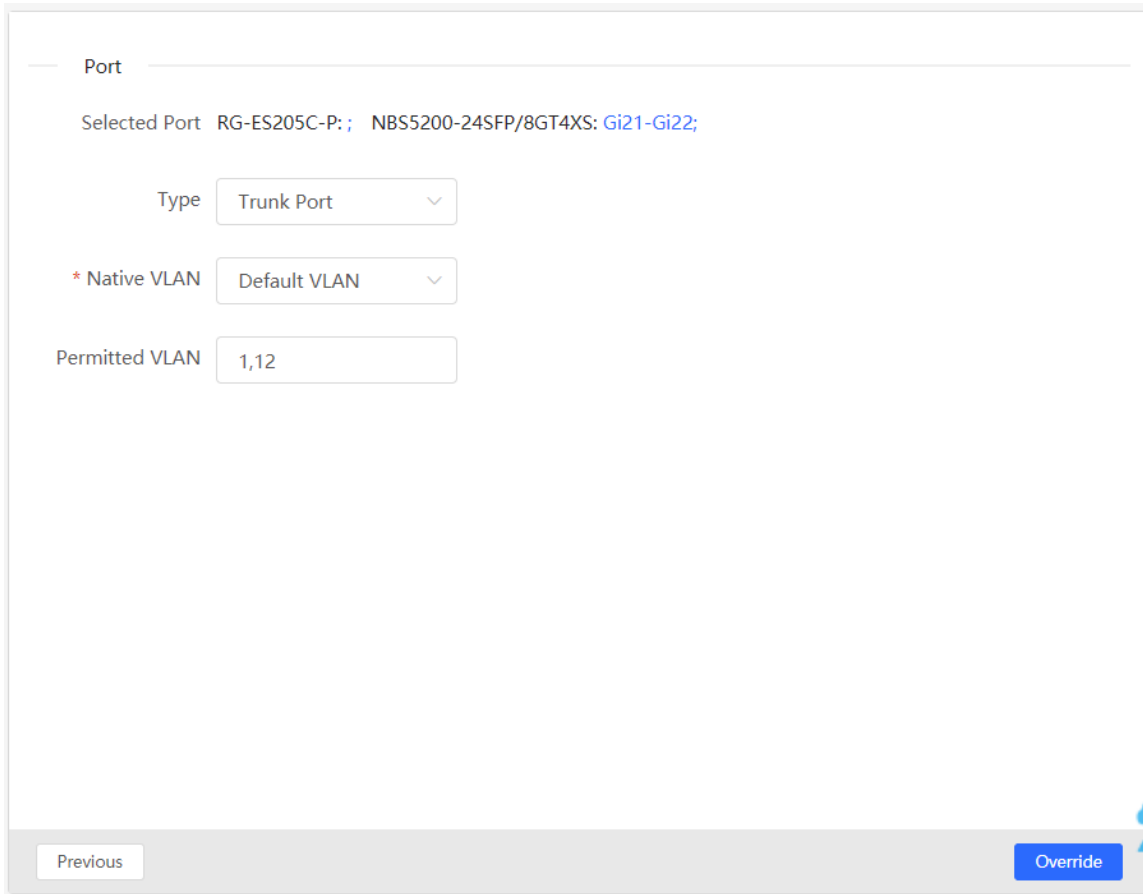 Port
Selected Port RG-ES205C-P: ; NBS5200-24SFP/8GT4XS: Gi21-Gi22;
Type Trunk Port
* Native VLAN Default VLAN
Permitted VLAN 1,12
Previous Override